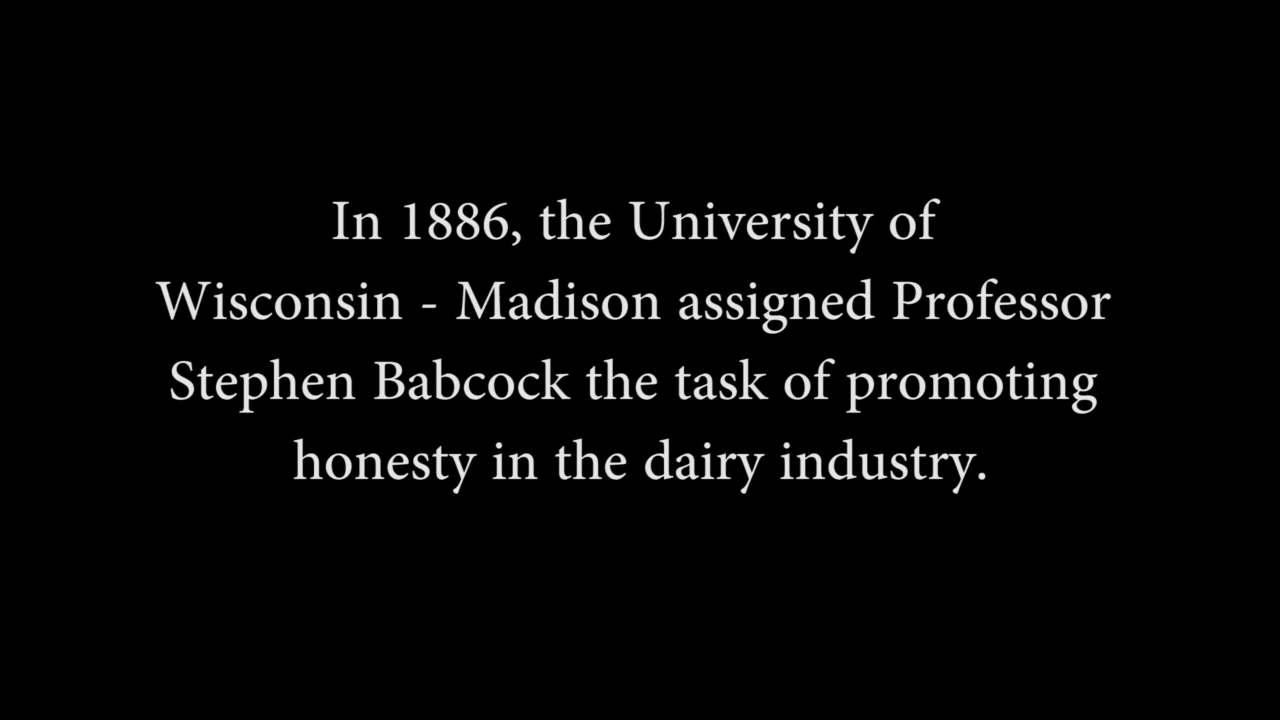 In 1886, the University of
Wisconsin - Madison assigned Professor
Stephen Babcock the task of promoting
honesty in the dairy industry.